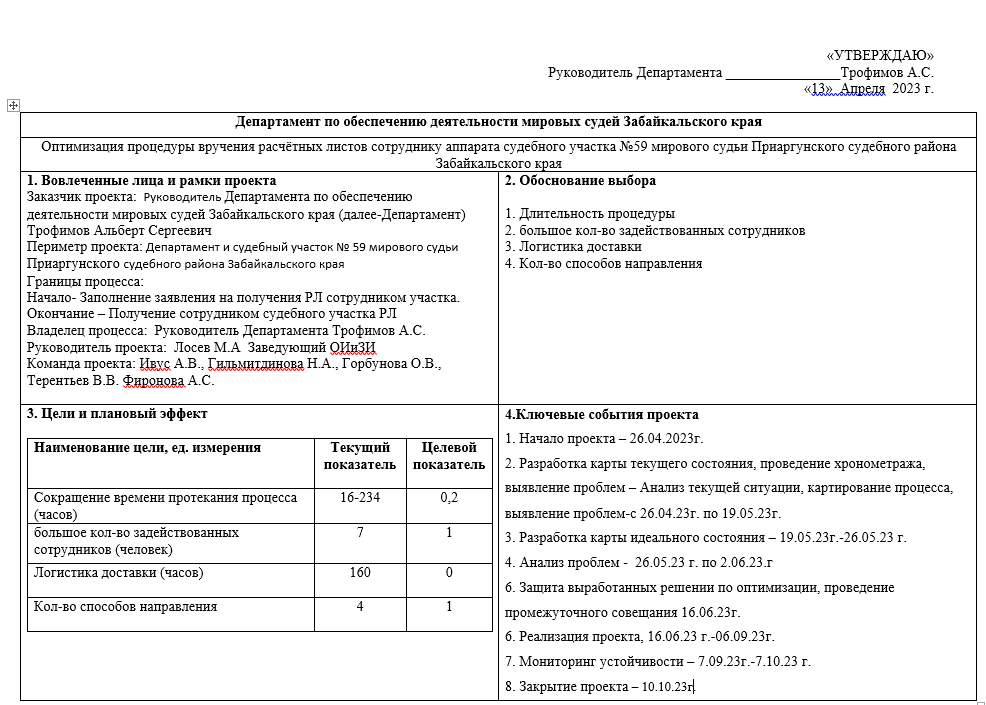 «УТВЕРЖДАЮ»
Руководитель Департамента _________________Трофимов А.С.
«13» Апреля 2023 г.
Департамент по обеспечению деятельности мировых судей Забайкальского края
Оптимизация процедуры вручения расчётных листов сотруднику аппарата судебного участка №59 мирового судьи Приаргунского судебного района
Забайкальского края
1. Вовлеченные лица и рамки проекта
Заказчик проекта: Руководитель Департамента по обеспечению
деятельности мировых судей Забайкальского края (далее-Департамент)
Трофимов Альберт Сергеевич
Периметр проекта: Департамент и судебный участок № 59 мирового судьи
Приаргунского судебного района Забайкальского края
Границы процесса:
Начало- Заполнение заявления на получения РЛ сотрудником участка.
Окончание – Получение сотрудником судебного участка РЛ
Владелец процесса: Руководитель Департамента Трофимов А.С.
Руководитель проекта: Лосев М.А Заведующий ОИиЗИ
Команда проекта: Ивус А.В., Гильмитдинова Н.А., Горбунова О.В.,
Терентьев В.В. Фиронова А.С.
2. Обоснование выбора
1. Длительность процедуры
2. большое кол-во задействованных сотрудников
3. Логистика доставки
4. Кол-во способов направления
3. Цели и плановый эффект
Наименование цели, ед. измерения Текущий показатель Целевой показатель
Сокращение времени протекания процесса (часов) 16-234 0,2
большое кол-во задействованных сотрудников (человек) 7 1
Логистика доставки (часов) 160 0
Кол-во способов направления 4 1
4.Ключевые события проекта
1. Начало проекта – 26.04.2023г.
2. Разработка карты текущего состояния, проведение хронометража,
выявление проблем – Анализ текущей ситуации, картирование процесса,
выявление проблем-с 26.04.23г. по 19.05.23г.
3. Разработка карты идеального состояния – 19.05.23г.-26.05.23 г.
4. Анализ проблем - 26.05.23 г. по 2.06.23.г
6. Защита выработанных решении по оптимизации, проведение
промежуточного совещания 16.06.23г.
6. Реализация проекта, 16.06.23 г.-06.09.23г.
7. Мониторинг устойчивости – 7.09.23г.-7.10.23 г.
8. Закрытие проекта – 10.10.23г.